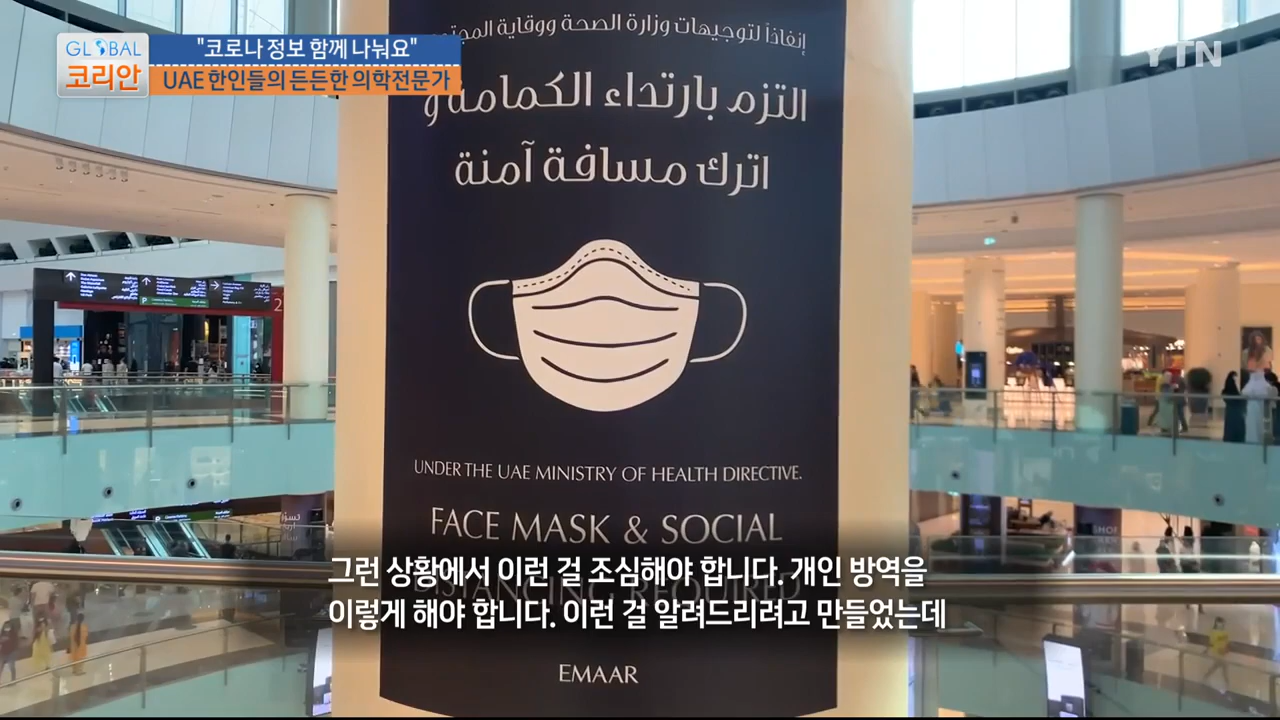 GLOBAL
코리안
"코로나 정보 함께 나눠요"
UAE 한인들의 든든한 의학전문가
YTN
إنفاذاً لتوجيهات وزارة الصحة ووقاية المجتمع
التزم بارتداء الكمامة و
اترك مسافة آمنة
2
UNDER THE UAE MINISTRY OF HEALTH DIRECTIVE.
FACE MASK & SOCIAL
DISTANCING REQUIRED
그런 상황에서 이런 걸 조심해야 합니다. 개인 방역을
이렇게 해야 합니다. 이런 걸 알려드리려고 만들었는데
EMAAR